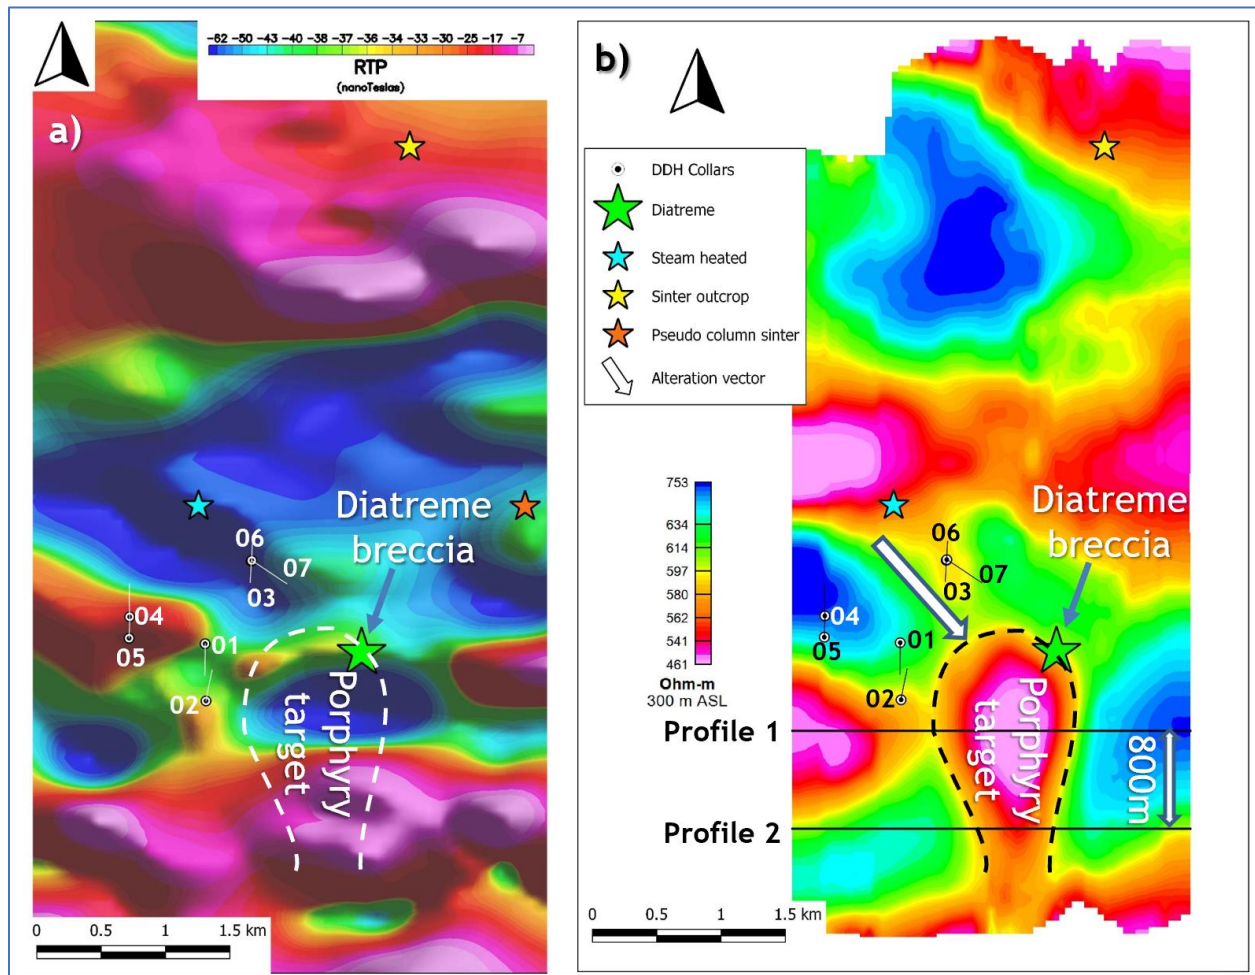 -62 -50 -43 -40 -38 -37 -36 -34 -33 -30 -25 -17 -7
RTP
(nanoTeslas)
a)
Diatreme
breccia
06
07
03
04
05
01
02
Porphyry
target
0 0.5 1 1.5 km
b)
DDH Collars
Diatreme
Steam heated
Sinter outcrop
Pseudo column sinter
Alteration vector
753
634
614
597
580
562
541
461
Ohm-m
300 m ASL
Diatreme
breccia
06
07
03
04
05
01
02
Porphyry
target
Profile 1
800m
Profile 2
0 0.5 1 1.5 km